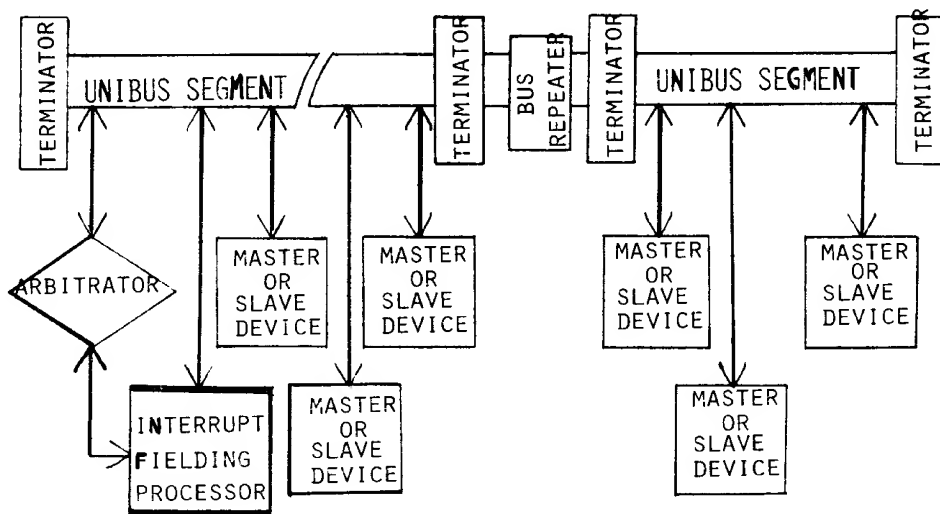 TERMINATOR
UNIBUS SEGMENT
TERMINATOR
BUS
REPEATER
TERMINATOR
UNIBUS SEGMENT
TERMINATOR
ARBITRATOR
MASTER
OR
SLAVE
DEVICE
MASTER
OR
SLAVE
DEVICE
MASTER
OR
SLAVE
DEVICE
MASTER
OR
SLAVE
DEVICE
INTERRUPT
FIELDING
PROCESSOR
MASTER
OR
SLAVE
DEVICE
MASTER
OR
SLAVE
DEVICE